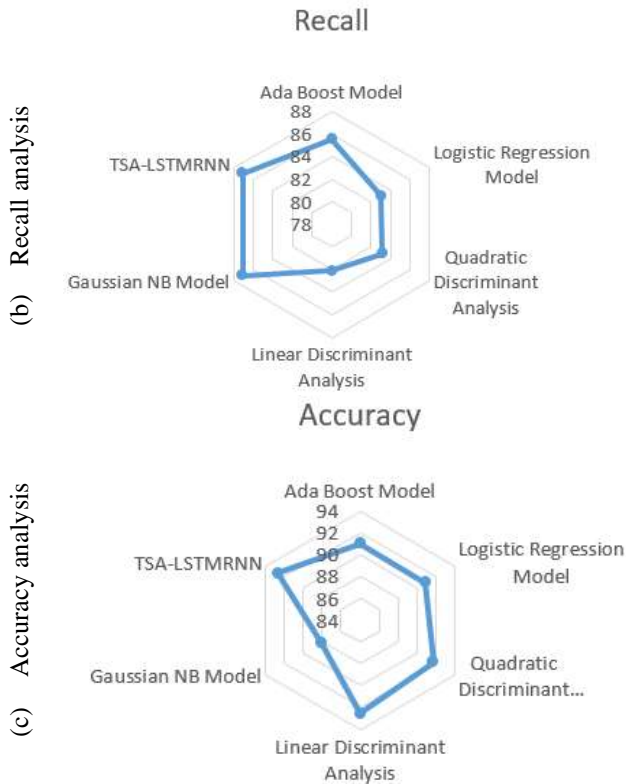 Recall
(b) Recall analysis
Ada Boost Model
88
86
84
82
80
78
Logistic Regression
Model
Quadratic
Discriminant
Analysis
Linear Discriminant
Analysis
Gaussian NB Model
TSA-LSTMRNN
Accuracy
(c) Accuracy analysis
Ada Boost Model
94
92
90
88
86
84
Logistic Regression
Model
Quadratic
Discriminant...
Linear Discriminant
Analysis
Gaussian NB Model
TSA-LSTMRNN